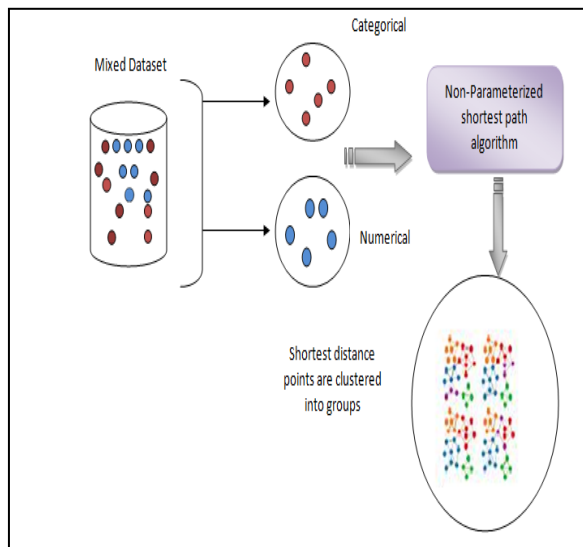 Categorical
Mixed Dataset
Non-Parameterized
shortest path
algorithm
Numerical
Shortest distance
points are clustered
into groups